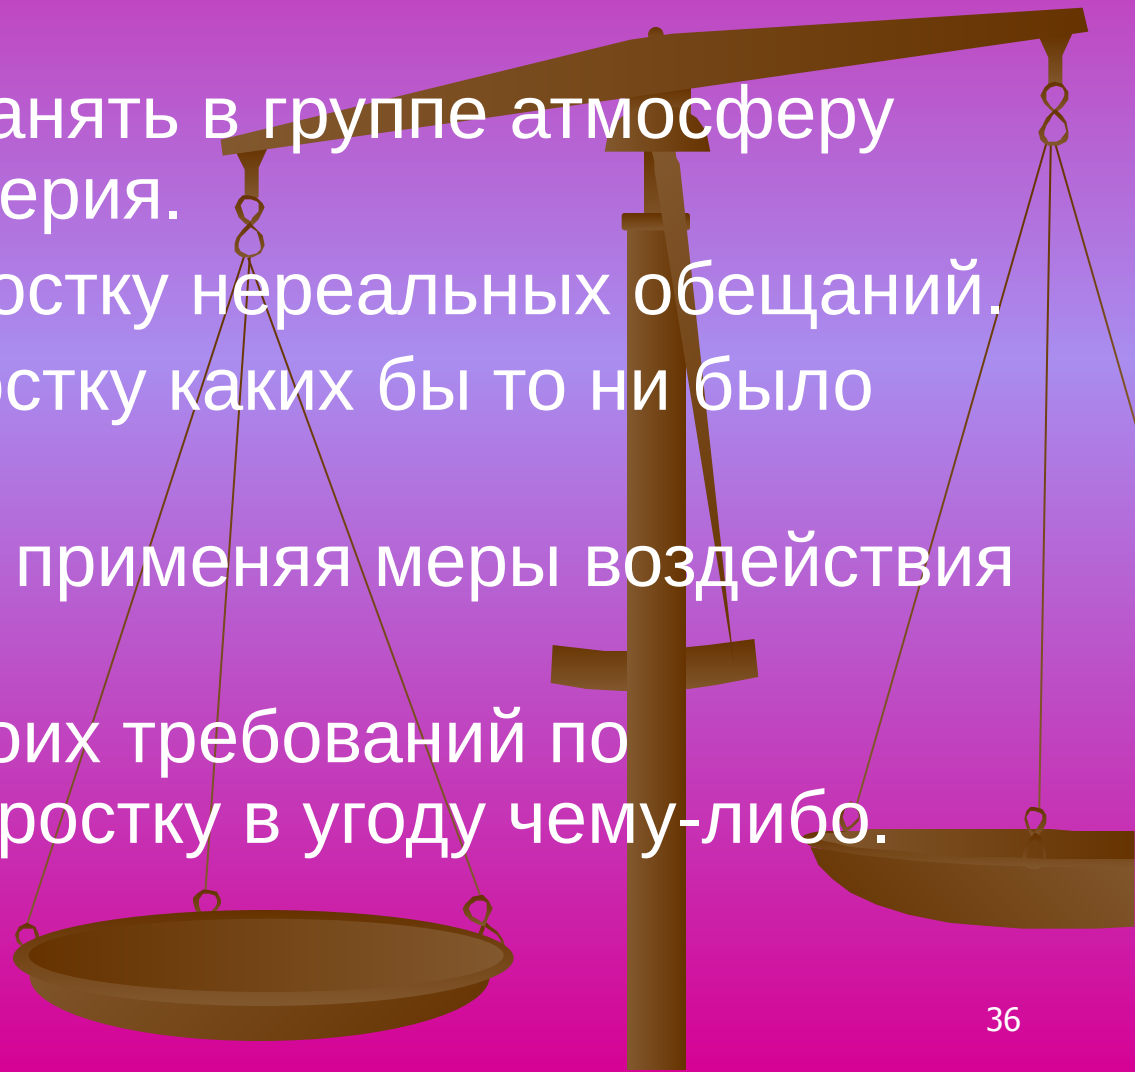 анять в группе атмосферу
ерия.
остку нереальных обещаний.
остку каких бы то ни было
применяя меры воздействия
оих требований по
ростку в угоду чему-либо.
36